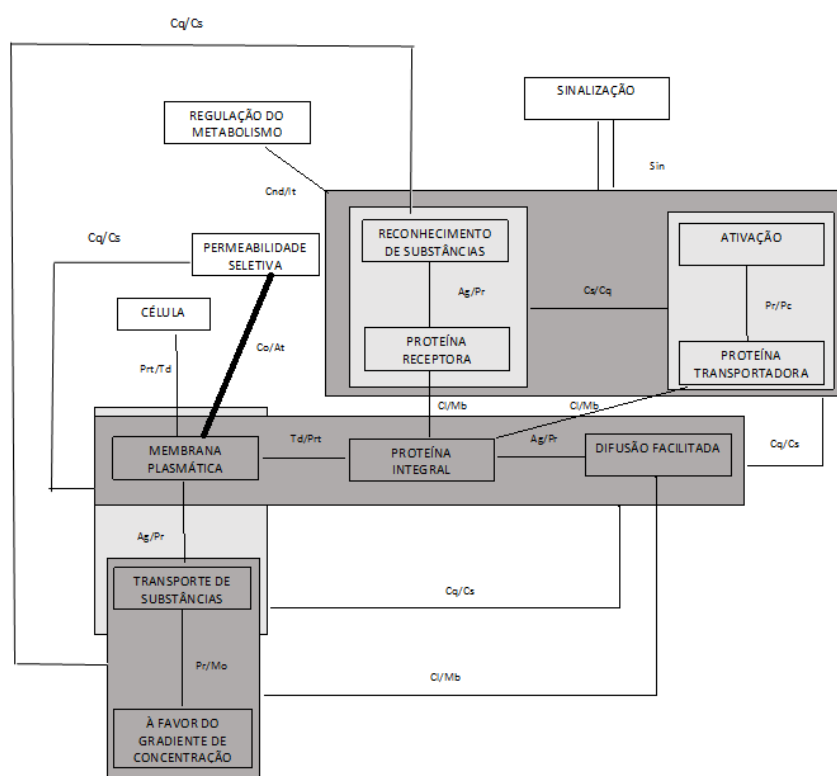 Cq/Cs
SINALIZAÇÃO
REGULAÇÃO DO
METABOLISMO
Sin
Cnd/It
RECONHECIMENTO
DE SUBSTÂNCIAS
ATIVAÇÃO
Cq/Cs
PERMEABILIDADE
SELETIVA
Ag/Pr
Cs/Cq
Pr/Pc
CÉLULA
PROTEÍNA
RECEPTORA
PROTEÍNA
TRANSPORTADORA
Co/At
Prt/Td
Cl/Mb
Cl/Mb
MEMBRANA
PLASMÁTICA
Td/Prt
PROTEÍNA
INTEGRAL
Ag/Pr
DIFUSÃO FACILITADA
Cq/Cs
Ag/Pr
TRANSPORTE DE
SUBSTÂNCIAS
Cq/Cs
Pr/Mo
Cl/Mb
À FAVOR DO
GRADIENTE DE
CONCENTRAÇÃO